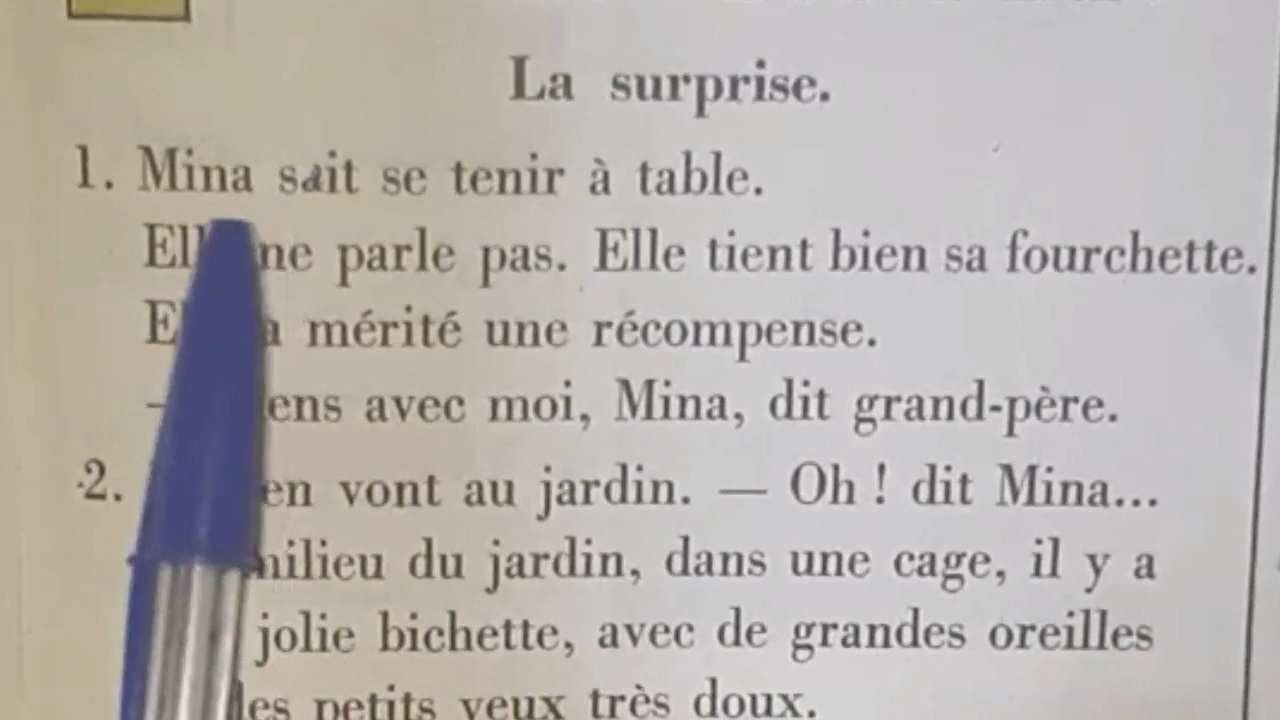 La surprise.
1. Mina sait se tenir à table.
ne parle pas. Elle tient bien sa fourchette.
mérité une récompense.
avec moi, Mina, dit grand-père.
2. en vont au jardin. — Oh ! dit Mina...
milieu du jardin, dans une cage, il y a
jolie bichette, avec de grandes oreilles
petits yeux très doux.